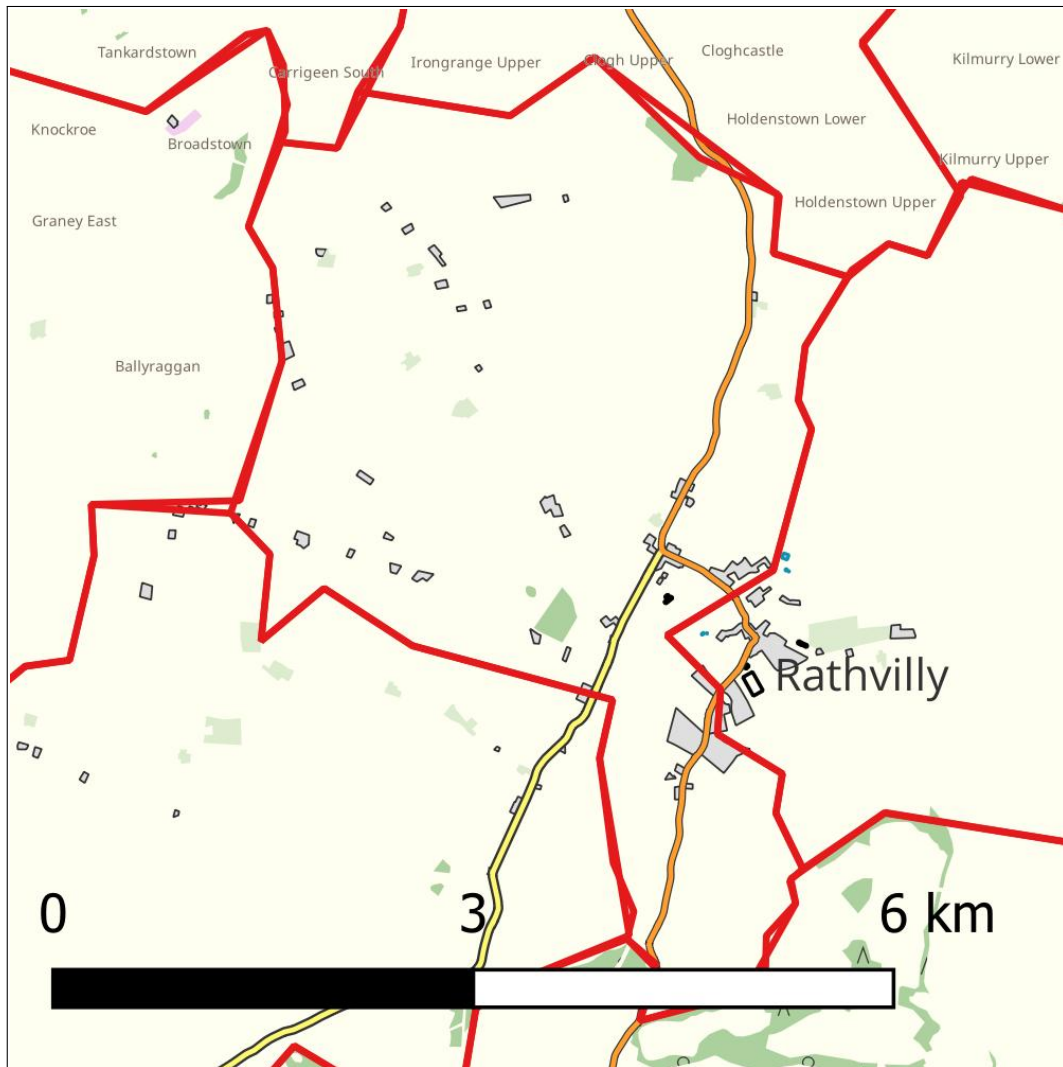 Tankardstown
Carrigeen South
Irongrange Upper
Clogh Upper
Cloghcastle
Kilmurry Lower
Knockroe
Broadstown
Holdenstown Lower
Kilmurry Upper
Graney East
Holdenstown Upper
Ballyraggan
Rathvilly
0 3 6 km